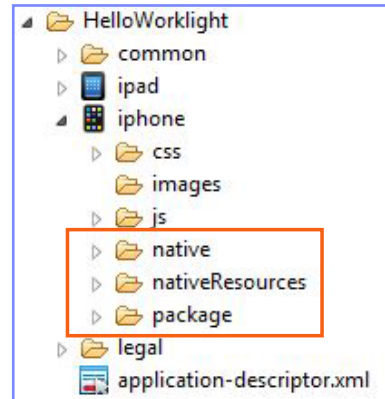 HelloWorklight
common
ipad
iphone
css
images
js
native
nativeResources
package
legal
application-descriptor.xml